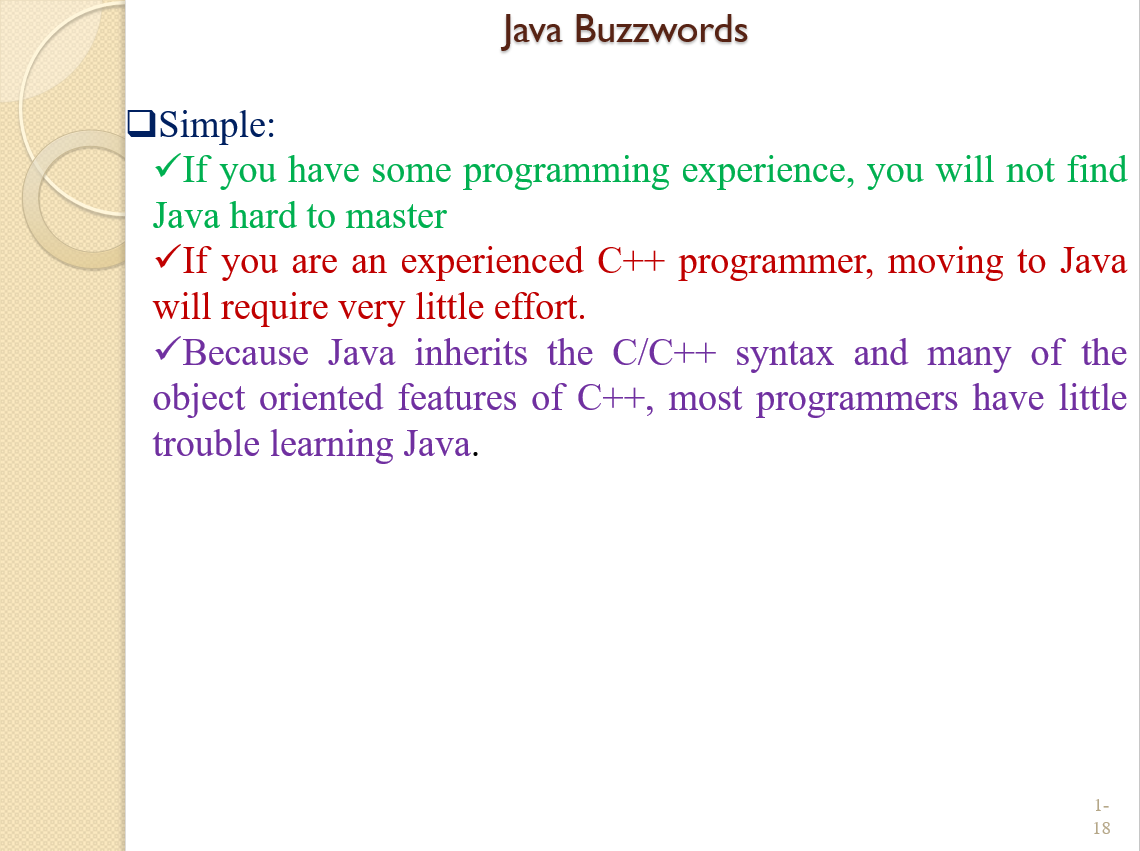 Java Buzzwords
❑Simple:
✓If you have some programming experience, you will not find
Java hard to master
✓If you are an experienced C++ programmer, moving to Java
will require very little effort.
✓Because Java inherits the C/C++ syntax and many of the
object oriented features of C++, most programmers have little
trouble learning Java.
1-
18